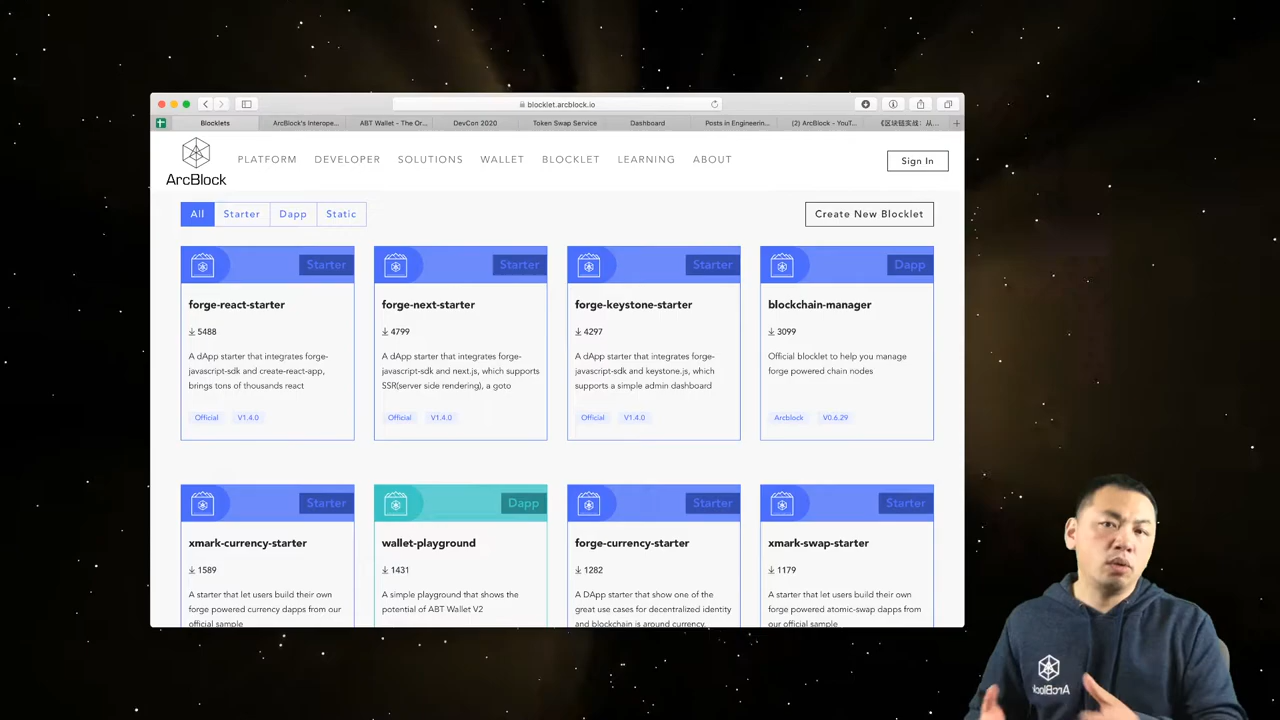 blocklet.arcblock.io
Blocklets
ArcBlock's Interope...
ABT Wallet - The Or...
DevCon 2020
Token Swap Service
Dashboard
Posts in Engineerin...
(2) ArcBlock - YouT...
《区块链实战：从...
ArcBlock
PLATFORM
DEVELOPER
SOLUTIONS
WALLET
BLOCKLET
LEARNING
ABOUT
Sign In
All
Starter
Dapp
Static
Create New Blocklet
Starter
forge-react-starter
5488
A dApp starter that integrates forge-
javascript-sdk and create-react-app,
brings tons of thousands react
Official V1.4.0
Starter
forge-next-starter
4799
A dApp starter that integrates forge-
javascript-sdk and next.js, which supports
SSR(server side rendering), a goto
Official V1.4.0
Starter
forge-keystone-starter
4297
A dApp starter that integrates forge-
javascript-sdk and keystone.js, which
supports a simple admin dashboard
Official V1.4.0
Dapp
blockchain-manager
3099
Official blocklet to help you manage
forge powered chain nodes
Arcblock V0.6.29
Starter
xmark-currency-starter
1589
A starter that let users build their own
forge powered currency dapps from our
official sample
Dapp
wallet-playground
1431
A simple playground that shows the
potential of ABT Wallet V2
Starter
forge-currency-starter
1282
A DApp starter that show one of the
great use cases for decentralized identity
and blockchain is around currency.
Starter
xmark-swap-starter
1179
A starter that let users build their own
forge powered atomic-swap dapps from
our official sample
ArcBlock